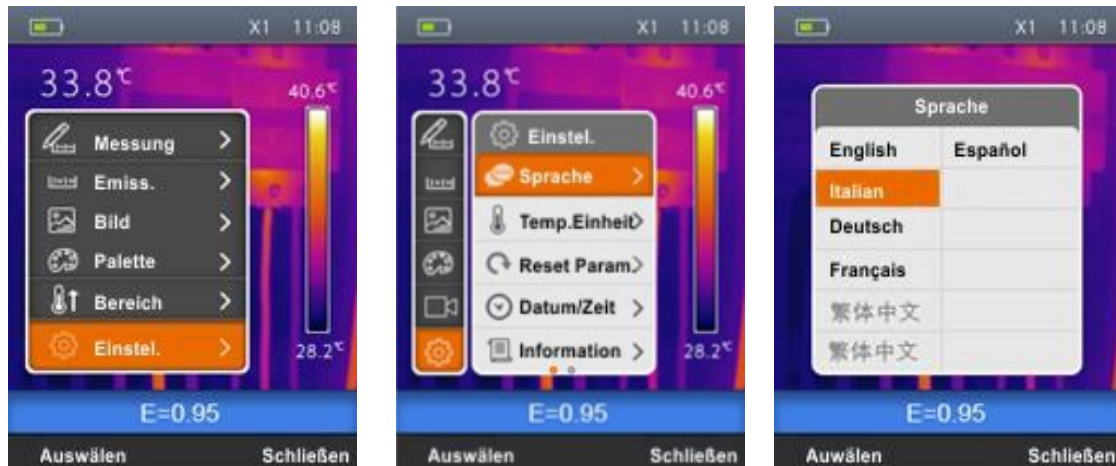 X1 11:08
33.8℃
40.6℃
Messung
Emiss.
Bild
Palette
Bereich
Einstel.
28.2℃
E=0.95
Auswälen Schließen
X1 11:08
33.8℃
40.6℃
Einstel.
Sprache
Temp.Einheit
Reset Param
Datum/Zeit
Information
28.2℃
E=0.95
Auswälen Schließen
X1 11:08
Sprache
English Español
Italian
Deutsch
Français
繁体中文
繁体中文
E=0.95
Auwälen Schließen